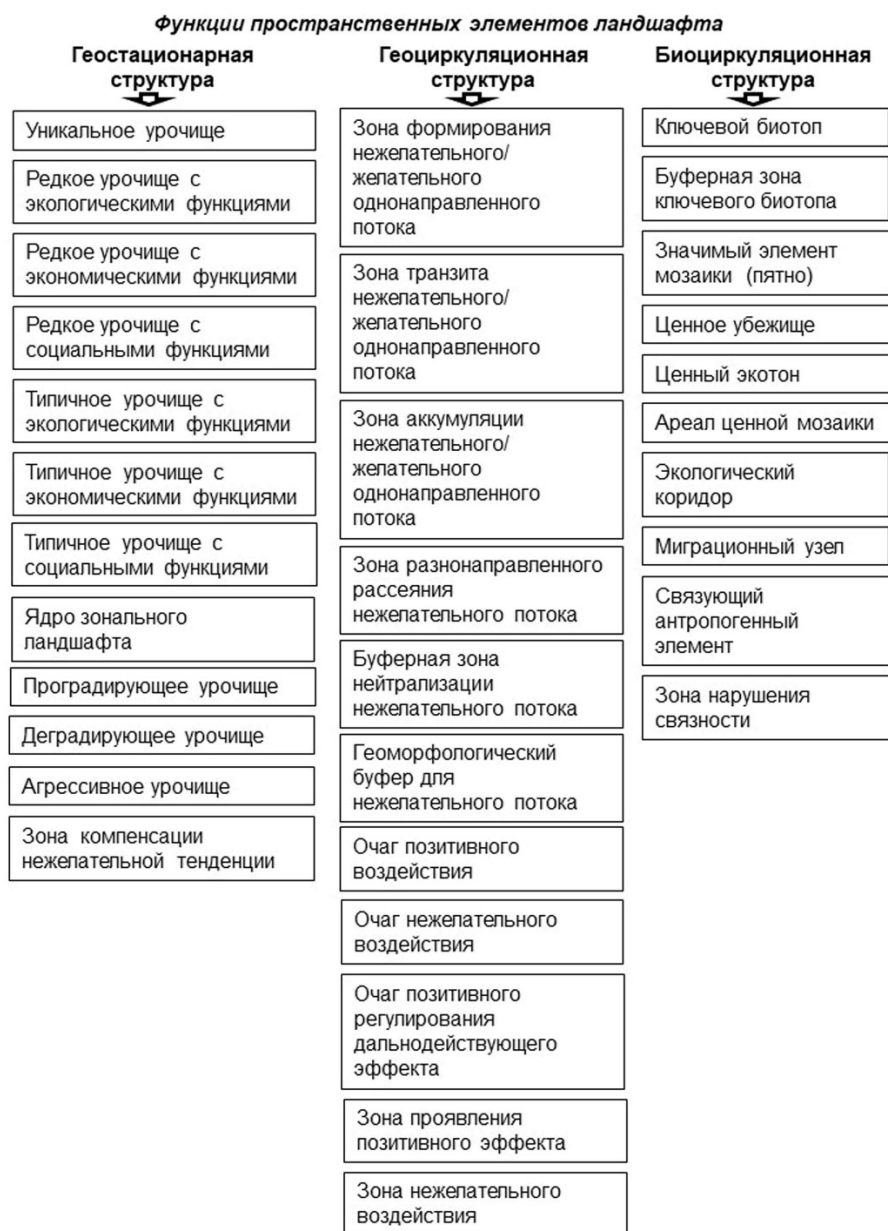 Функции пространственных элементов ландшафта
Геостационарная
структура
Уникальное урочище
Редкое урочище с
экологическими функциями
Редкое урочище с
экономическими функциями
Редкое урочище с
социальными функциями
Типичное урочище с
экологическими функциями
Типичное урочище с
экономическими функциями
Типичное урочище с
социальными функциями
Ядро зонального
ландшафта
Проградирующее урочище
Деградирующее урочище
Агрессивное урочище
Зона компенсации
нежелательной тенденции
Геоциркуляционная
структура
Зона формирования
нежелательного/
желательного
однонаправленного
потока
Зона транзита
нежелательного/
желательного
однонаправленного
потока
Зона аккумуляции
нежелательного/
желательного
однонаправленного
потока
Зона разнонаправленного
рассеяния
нежелательного потока
Буферная зона
нейтрализации
нежелательного потока
Геоморфологический
буфер для
нежелательного потока
Очаг позитивного
воздействия
Очаг нежелательного
воздействия
Очаг позитивного
регулирования
дальнодействующего
эффекта
Зона проявления
позитивного эффекта
Зона нежелательного
воздействия
Биоциркуляционная
структура
Ключевой биотоп
Буферная зона
ключевого биотопа
Значимый элемент
мозаики (пятно)
Ценное убежище
Ценный экотон
Ареал ценной мозаики
Экологический
коридор
Миграционный узел
Связующий
антропогенный
элемент
Зона нарушения
связности